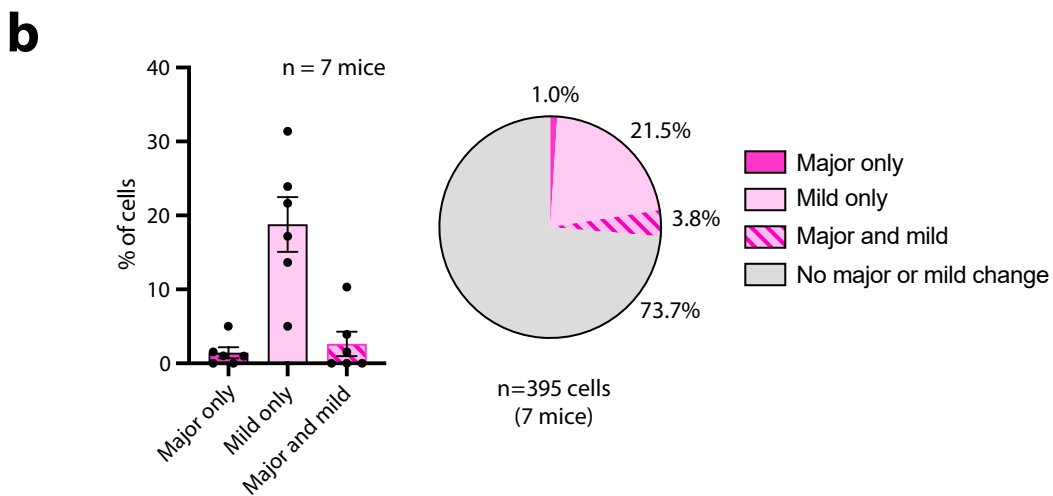 b
n = 7 mice
40
30
20
10
0
% of cells
Major only
Mild only
Major and mild
1.0%
21.5%
3.8%
73.7%
n=395 cells
(7 mice)
Major only
Mild only
Major and mild
No major or mild change